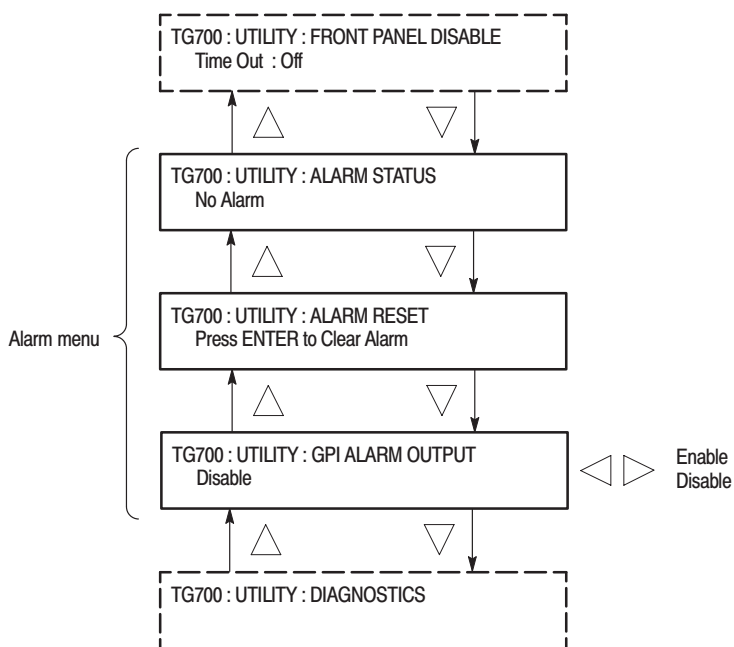 TG700 : UTILITY : FRONT PANEL DISABLE
Time Out : Off
TG700 : UTILITY : ALARM STATUS
No Alarm
TG700 : UTILITY : ALARM RESET
Press ENTER to Clear Alarm
Alarm menu
TG700 : UTILITY : GPI ALARM OUTPUT
Disable
Enable
Disable
TG700 : UTILITY : DIAGNOSTICS